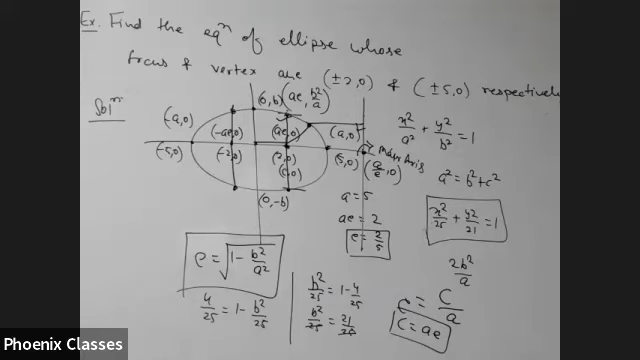 Ex. Find the eqⁿ of ellipse whose
focus & vertex are (±2,0) & (±5,0) respectively
Solⁿ
(0,b) (ae, b²/a)
(-a,0) (-ae,0) (ae,0) (a,0)
(-5,0) (-2,0) (2,0) (5,0) (a/e,0)
(c,0)
(0,-b)
Major Axis
x²/a² + y²/b² = 1
a² = b² + c²
x²/25 + y²/21 = 1
a = 5
ae = 2
e = 2/5
2b²/a
e = √(1 - b²/a²)
4/25 = 1 - b²/25
b²/25 = 1 - 4/25
b²/25 = 21/25
e = c/a
c = ae
Phoenix Classes